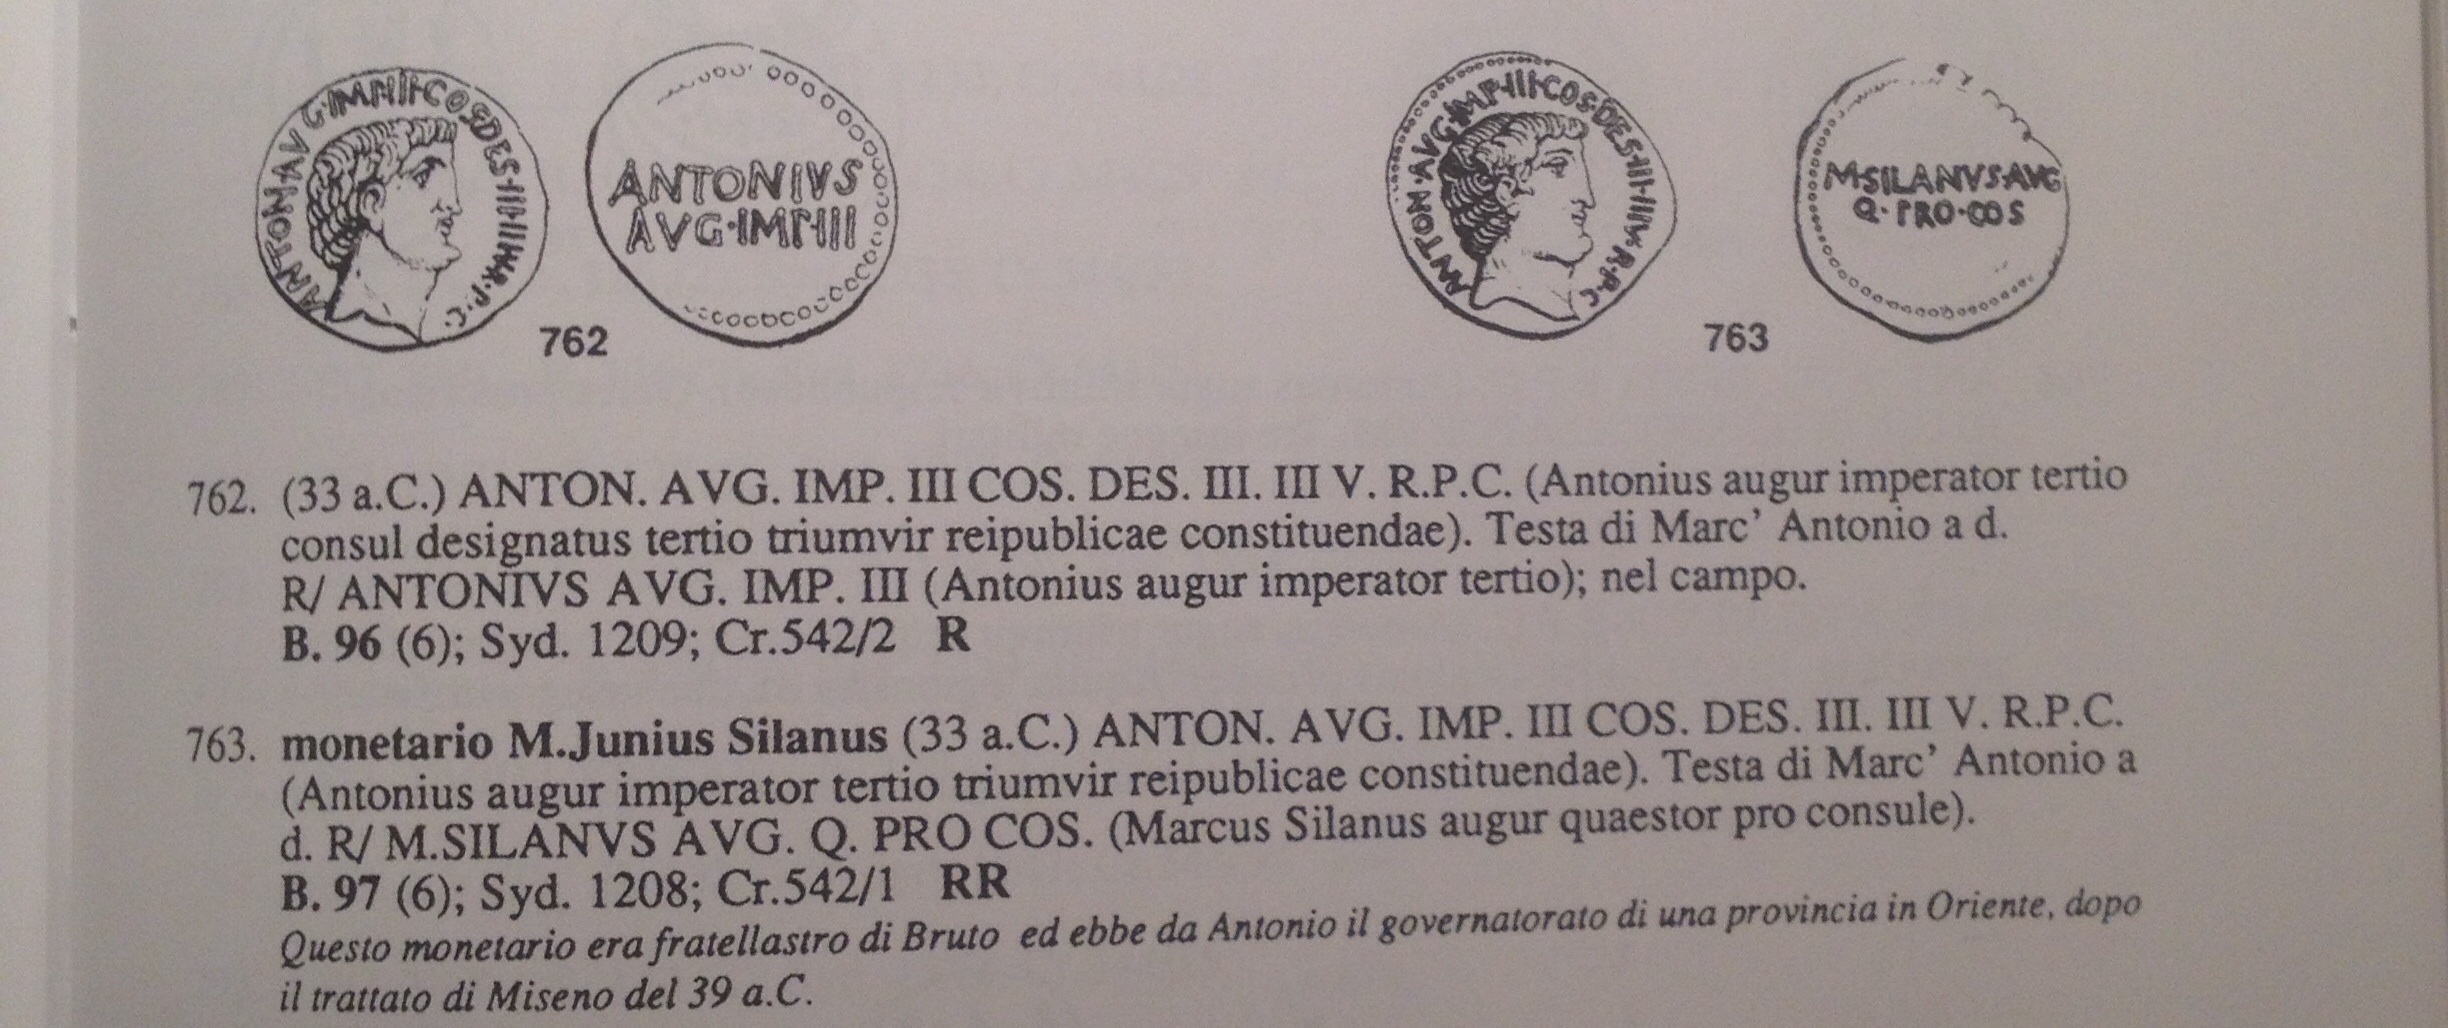 ANTON·AVG·IMP·III·COS·DES·III·III·V·R·P·C·
ANTONIVS
AVG·IMP·III
762
ANTON·AVG·IMP·III·COS·DES·III·III·V·R·P·C
M·SILANVS·AVG
Q·PRO·COS
763
762. (33 a.C.) ANTON. AVG. IMP. III COS. DES. III. III V. R.P.C. (Antonius augur imperator tertio
consul designatus tertio triumvir reipublicae constituendae). Testa di Marc’ Antonio a d.
R/ ANTONIVS AVG. IMP. III (Antonius augur imperator tertio); nel campo.
B. 96 (6); Syd. 1209; Cr.542/2 R
763. monetario M.Junius Silanus (33 a.C.) ANTON. AVG. IMP. III COS. DES. III. III V. R.P.C.
(Antonius augur imperator tertio triumvir reipublicae constituendae). Testa di Marc’ Antonio a
d. R/ M.SILANVS AVG. Q. PRO COS. (Marcus Silanus augur quaestor pro consule).
B. 97 (6); Syd. 1208; Cr.542/1 RR
Questo monetario era fratellastro di Bruto ed ebbe da Antonio il governatorato di una provincia in Oriente, dopo
il trattato di Miseno del 39 a.C.